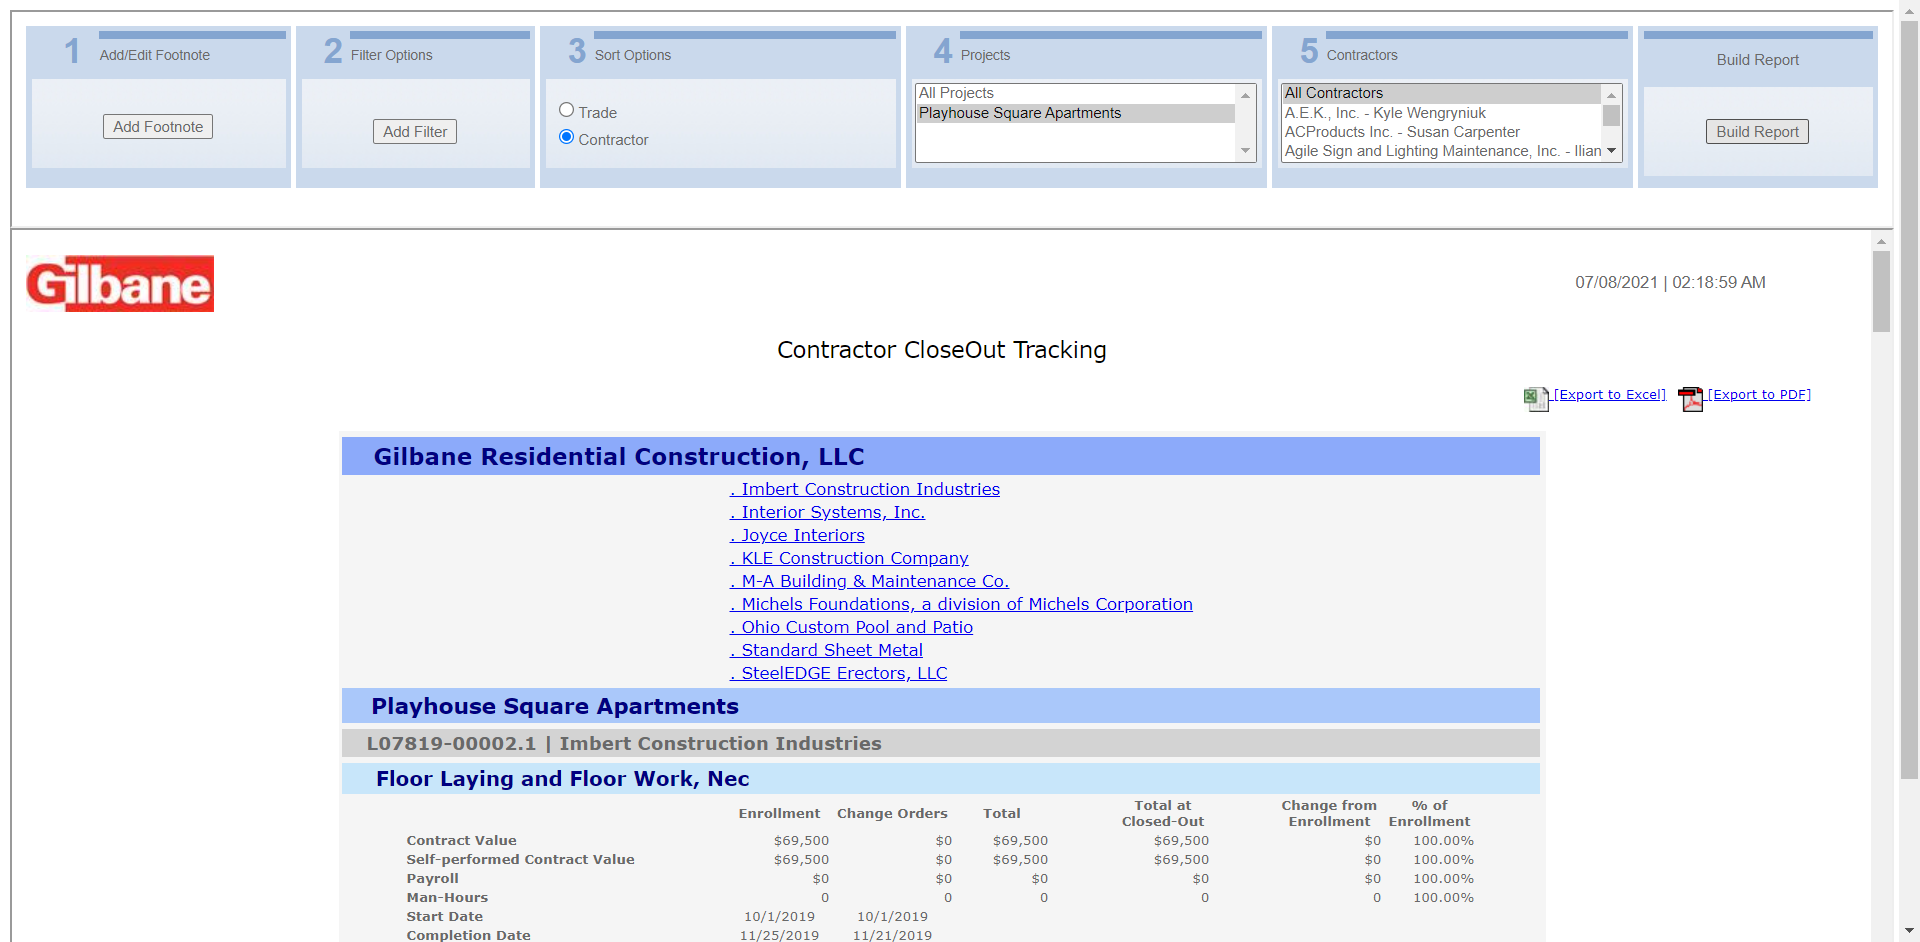 1 Add/Edit Footnote
Add Footnote
2 Filter Options
Add Filter
3 Sort Options
Trade
Contractor
4 Projects
All Projects
Playhouse Square Apartments
5 Contractors
All Contractors
A.E.K., Inc. - Kyle Wengryniuk
ACProducts Inc. - Susan Carpenter
Agile Sign and Lighting Maintenance, Inc. - Ilian
Build Report
Build Report
Gilbane
07/08/2021 | 02:18:59 AM
Contractor CloseOut Tracking
[Export to Excel] [Export to PDF]
Gilbane Residential Construction, LLC
. Imbert Construction Industries
. Interior Systems, Inc.
. Joyce Interiors
. KLE Construction Company
. M-A Building & Maintenance Co.
. Michels Foundations, a division of Michels Corporation
. Ohio Custom Pool and Patio
. Standard Sheet Metal
. SteelEDGE Erectors, LLC
Playhouse Square Apartments
L07819-00002.1 | Imbert Construction Industries
Floor Laying and Floor Work, Nec
Enrollment Change Orders Total Total at Closed-Out Change from Enrollment % of Enrollment
Contract Value $69,500 $0 $69,500 $69,500 $0 100.00%
Self-performed Contract Value $69,500 $0 $69,500 $69,500 $0 100.00%
Payroll $0 $0 $0 $0 $0 100.00%
Man-Hours 0 0 0 0 0 100.00%
Start Date 10/1/2019 10/1/2019
Completion Date 11/25/2019 11/21/2019